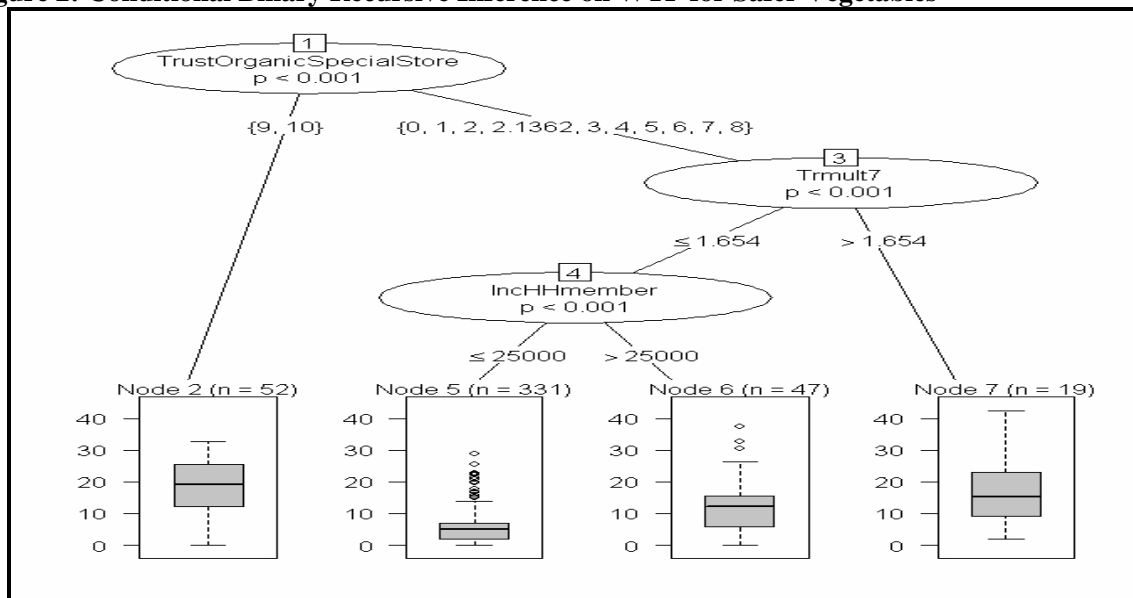 gure 2: Conditional Binary Recursive Inference on WTP for Safer Vegetables
1
TrustOrganicSpecialStore
p < 0.001
{9, 10}
{0, 1, 2, 2.1362, 3, 4, 5, 6, 7, 8}
3
Trmult7
p < 0.001
≤ 1.654
> 1.654
4
IncHHmember
p < 0.001
≤ 25000
> 25000
Node 2 (n = 52)
40
30
20
10
0
Node 5 (n = 331)
40
30
20
10
0
Node 6 (n = 47)
40
30
20
10
0
Node 7 (n = 19)
40
30
20
10
0